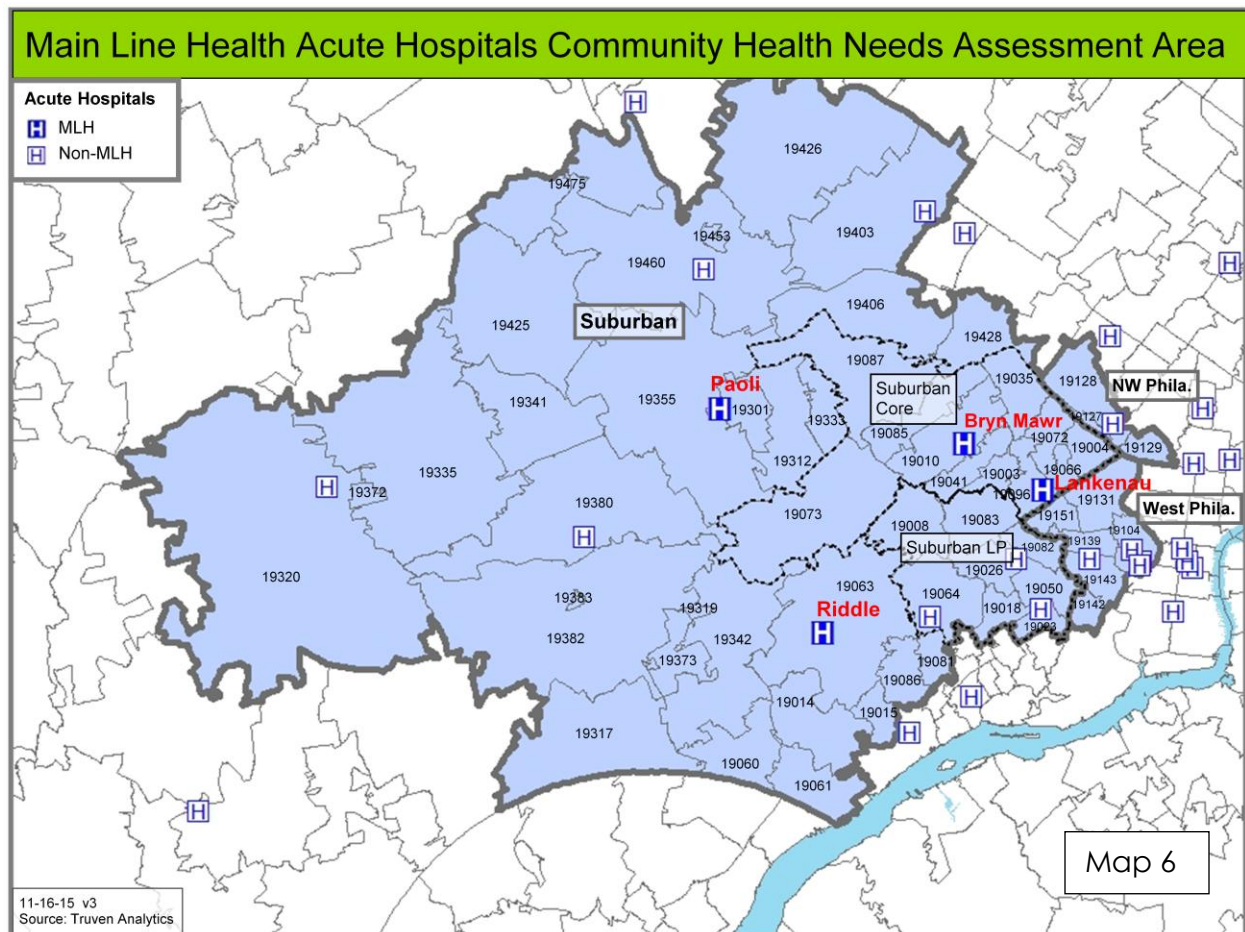 Main Line Health Acute Hospitals Community Health Needs Assessment Area
Acute Hospitals
H MLH
H Non-MLH
H
19426
19475
H
19453
19403
H
19460
H
H
19406
19425
Suburban
19428
H
19087
19035
19128
NW Phila.
Paoli
Suburban
Core
19341
19355
H
19301
19333
H
19127
H
Bryn Mawr
19085
H
19072
19004
19129
19335
19312
19010
19003
19066
H
H
19041
Lankenau
H
19372
19096
H
19131
19380
19073
West Phila.
19008
19083
19151
19104
H
Suburban LP
19082
19139
H
H
H
H
19320
19026
H
H
H
H
19383
19319
19063
19064
19050
19143
Riddle
19018
19142
19382
19342
H
H
H
H
19023
19373
19081
19086
19014
H
19015
19317
H
19060
19061
H
Map 6
11-16-15 v3
Source: Truven Analytics